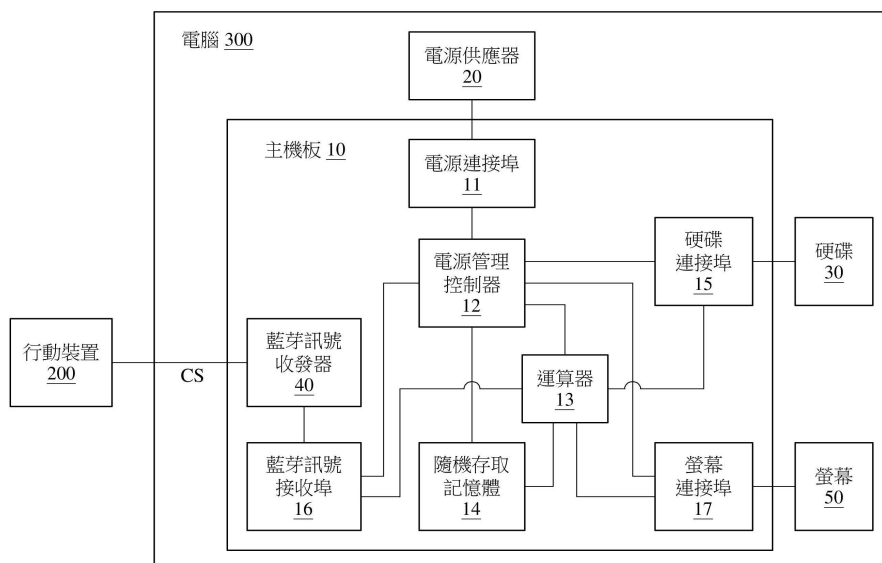 電腦 300
電源供應器
20
主機板 10
電源連接埠
11
電源管理
控制器
12
硬碟
連接埠
15
硬碟
30
行動裝置
200
CS
藍芽訊號
收發器
40
運算器
13
藍芽訊號
接收埠
16
隨機存取
記憶體
14
螢幕
連接埠
17
螢幕
50